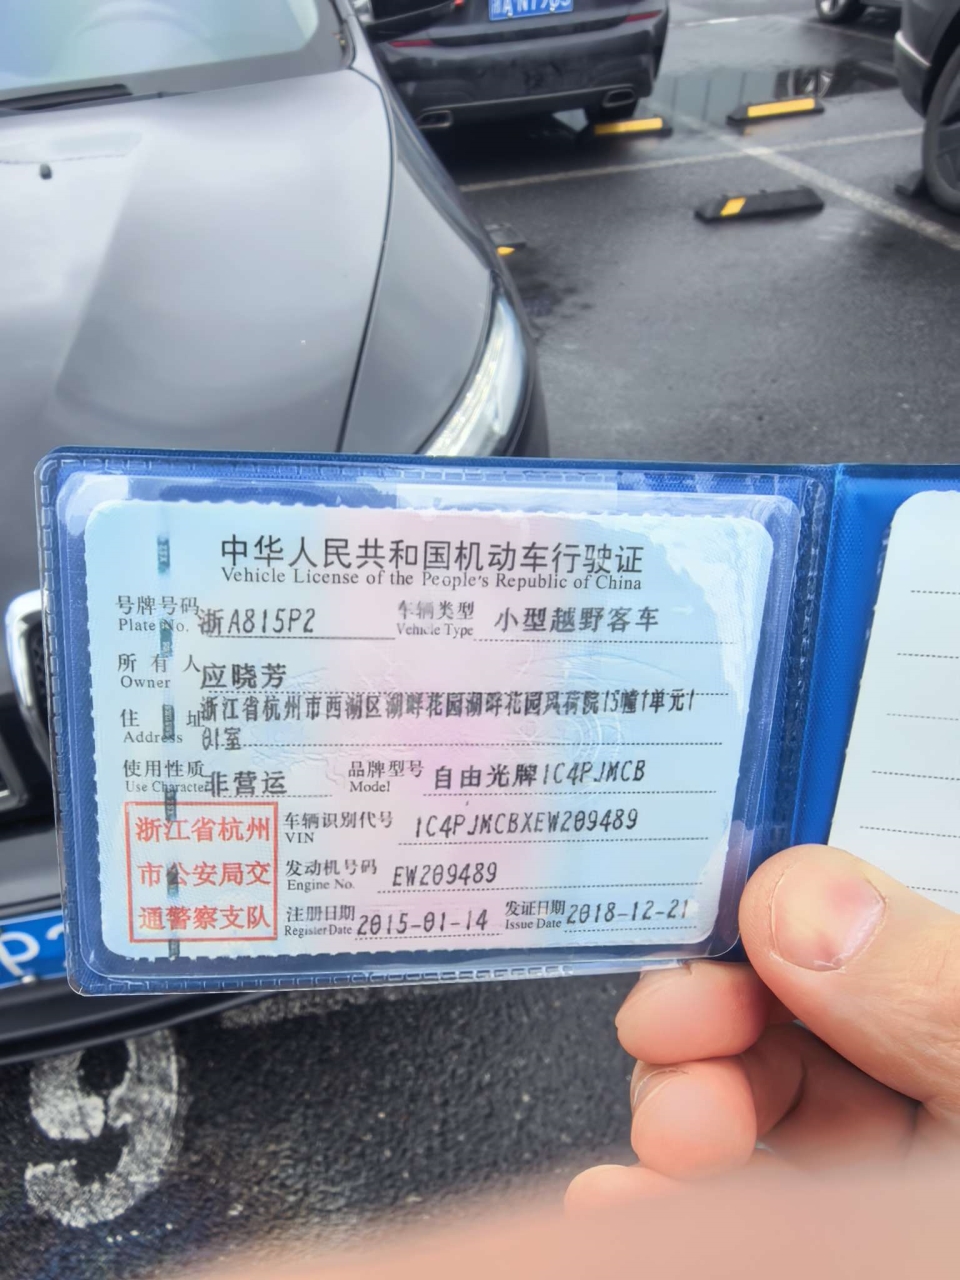 中华人民共和国机动车行驶证
Vehicle License of the People's Republic of China
号牌号码 浙A815P2 车辆类型 小型越野客车
Plate No. Vehicle Type
所有人 应晓芳
Owner
住址 浙江省杭州市西湖区湖畔花园湖畔花园风荷院15幢1单元1
Address 01室
使用性质 非营运 品牌型号 自由光牌1C4PJMCB
Use Character Model
浙江省杭州 车辆识别代号 1C4PJMCBXEW209489
VIN
市公安局交 发动机号码 EW209489
Engine No.
通警察支队 注册日期 2015-01-14 发证日期 2018-12-21
Register Date Issue Date
P2
9